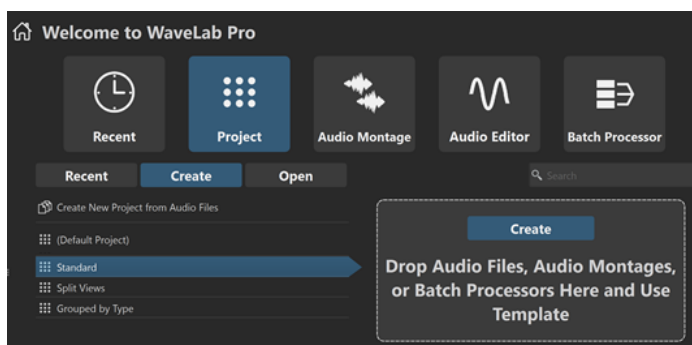 Welcome to WaveLab Pro
Recent
Project
Audio Montage
Audio Editor
Batch Processor
Recent
Create
Open
Search
Create New Project from Audio Files
(Default Project)
Standard
Split Views
Grouped by Type
Create
Drop Audio Files, Audio Montages,
or Batch Processors Here and Use
Template